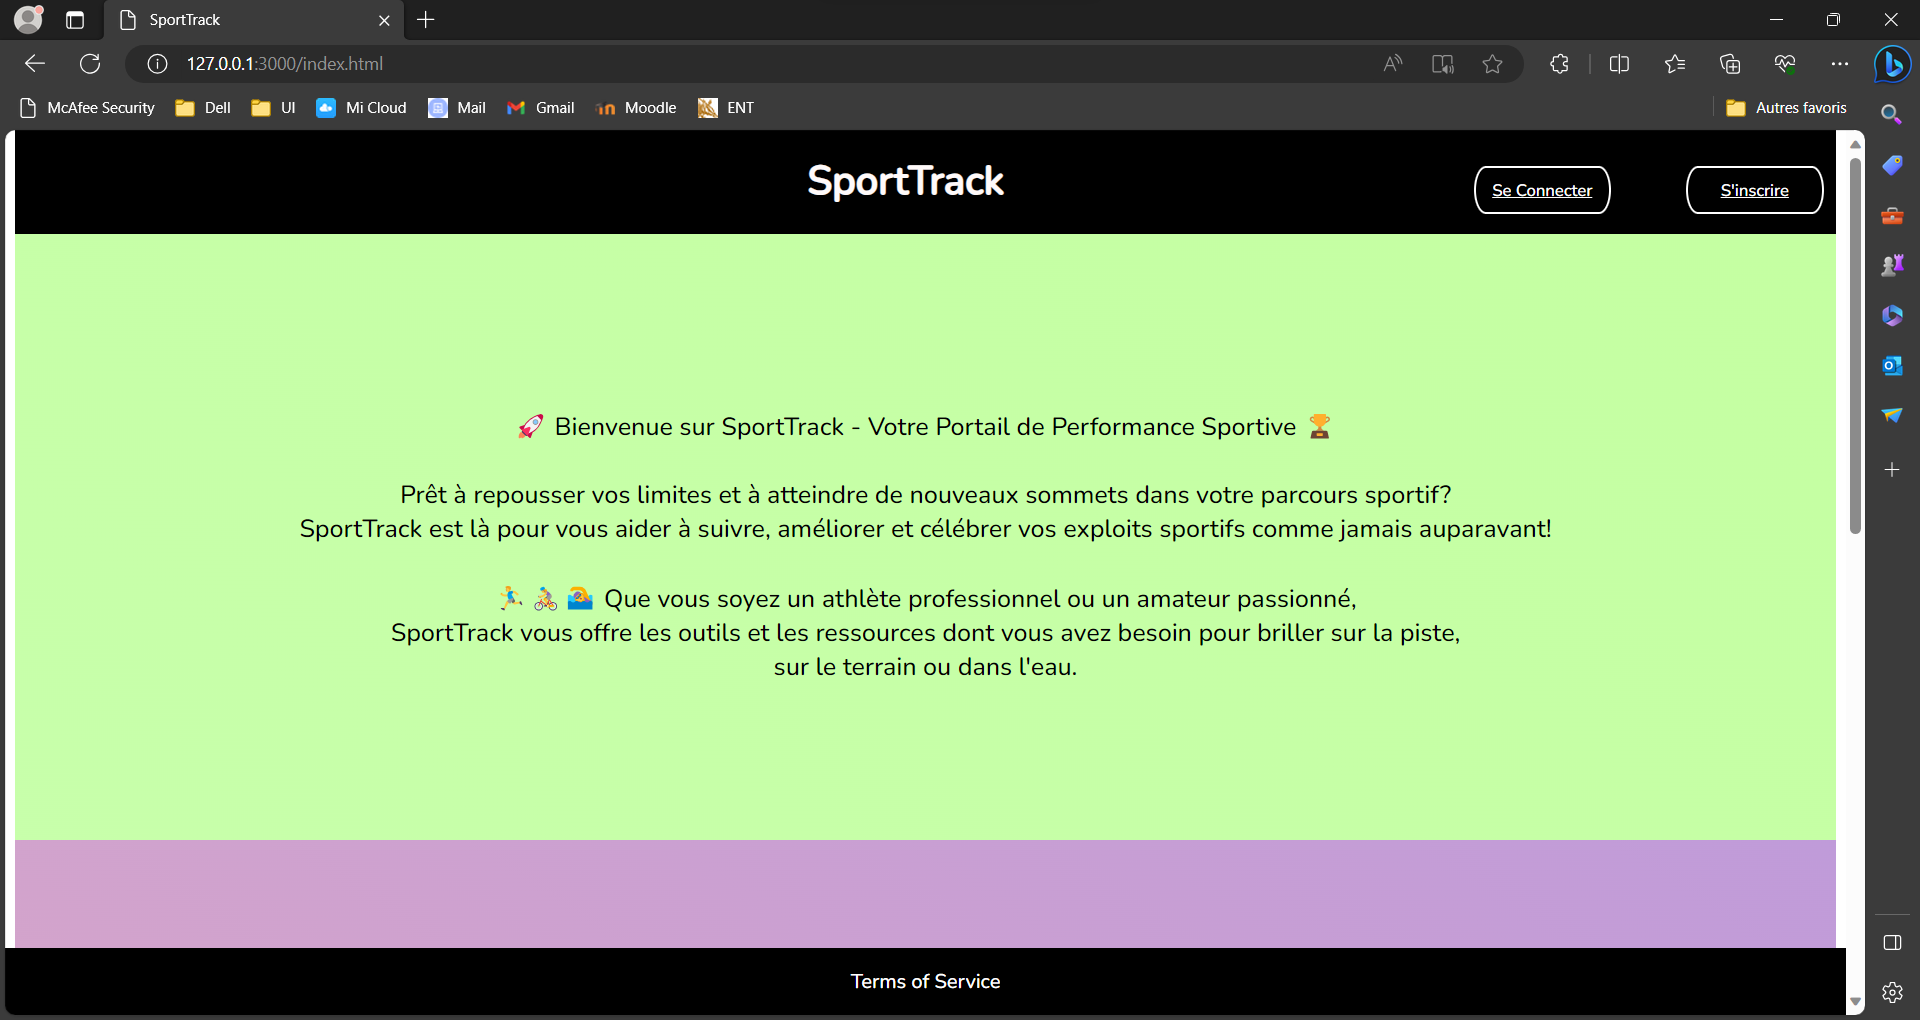 SportTrack
127.0.0.1:3000/index.html
McAfee Security Dell UI Mi Cloud Mail Gmail Moodle ENT Autres favoris
SportTrack
Se Connecter
S'inscrire
🚀 Bienvenue sur SportTrack - Votre Portail de Performance Sportive 🏆
Prêt à repousser vos limites et à atteindre de nouveaux sommets dans votre parcours sportif?
SportTrack est là pour vous aider à suivre, améliorer et célébrer vos exploits sportifs comme jamais auparavant!
🏃 🚴 🏊 Que vous soyez un athlète professionnel ou un amateur passionné,
SportTrack vous offre les outils et les ressources dont vous avez besoin pour briller sur la piste,
sur le terrain ou dans l'eau.
Terms of Service